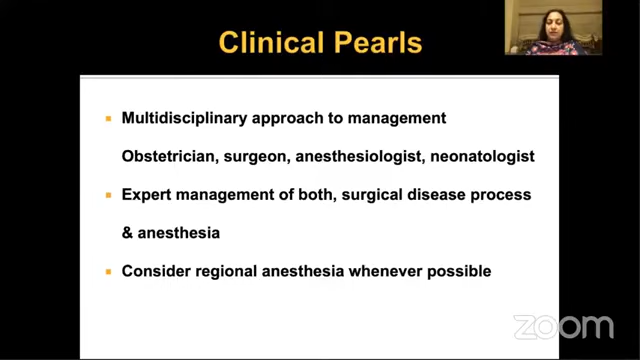 Clinical Pearls
Multidisciplinary approach to management
Obstetrician, surgeon, anesthesiologist, neonatologist
Expert management of both, surgical disease process
& anesthesia
Consider regional anesthesia whenever possible
zoom